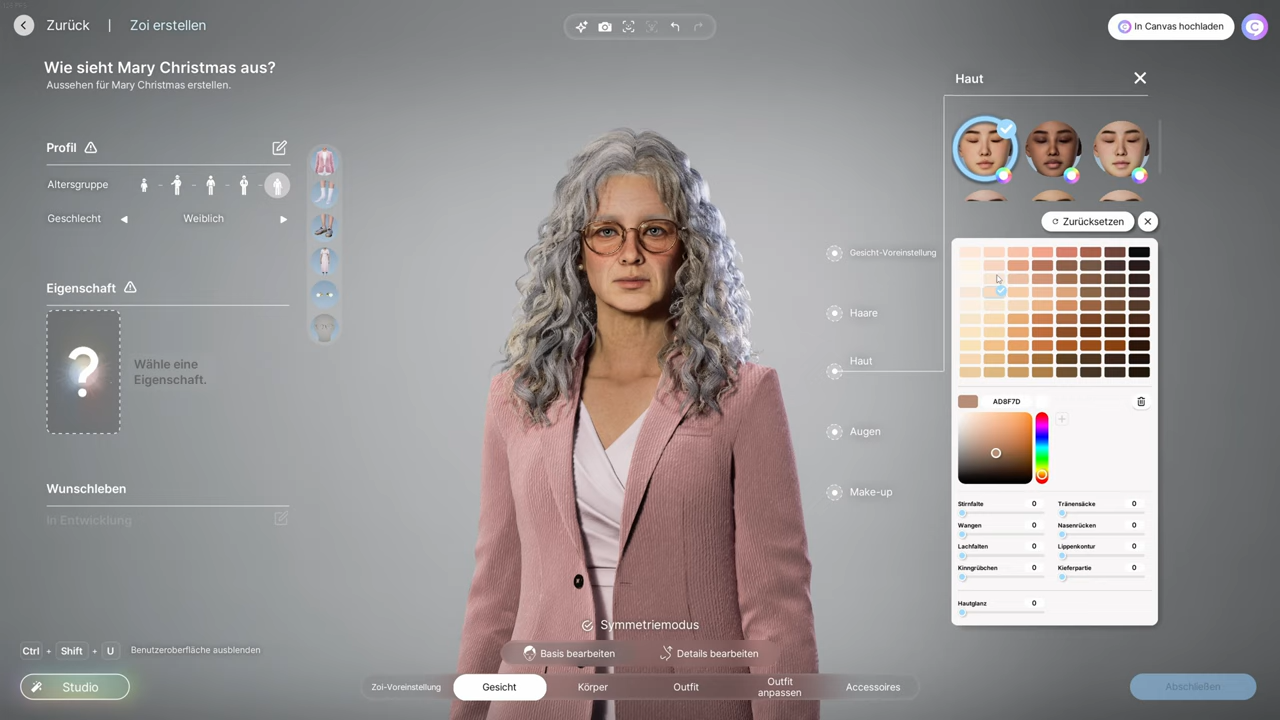 Zurück | Zoi erstellen
In Canvas hochladen
Wie sieht Mary Christmas aus?
Aussehen für Mary Christmas erstellen.
Profil
Altersgruppe
Geschlecht
Weiblich
Eigenschaft
?
Wähle eine
Eigenschaft.
Wunschleben
In Entwicklung
Ctrl + Shift + U Benutzeroberfläche ausblenden
Studio
Gesicht-Voreinstellung
Haare
Haut
Augen
Make-up
Haut
Zurücksetzen
AD8F7D
Stirnfalte 0 Tränensäcke 0
Wangen 0 Nasenrücken 0
Lachfalten 0 Lippenkontur 0
Kinngrübchen 0 Kieferpartie 0
Hautglanz 0
Symmetriemodus
Basis bearbeiten
Details bearbeiten
Zoi-Voreinstellung
Gesicht
Körper
Outfit
Outfit
anpassen
Accessoires
Abschließen